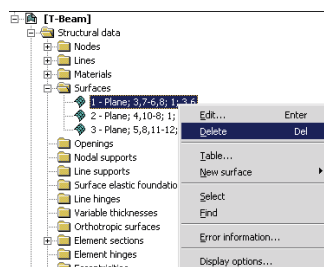 [T-Beam]
Structural data
Nodes
Lines
Materials
Surfaces
1 - Plane; 3,7-6,8; 1; 3,6
2 - Plane; 4,10-8; 1;
3 - Plane; 5,8,11-12;
Openings
Nodal supports
Line supports
Surface elastic foundatio
Line hinges
Variable thicknesses
Orthotropic surfaces
Element sections
Element hinges
Edit... Enter
Delete Del
Table...
New surface
Select
Find
Error information...
Display options...